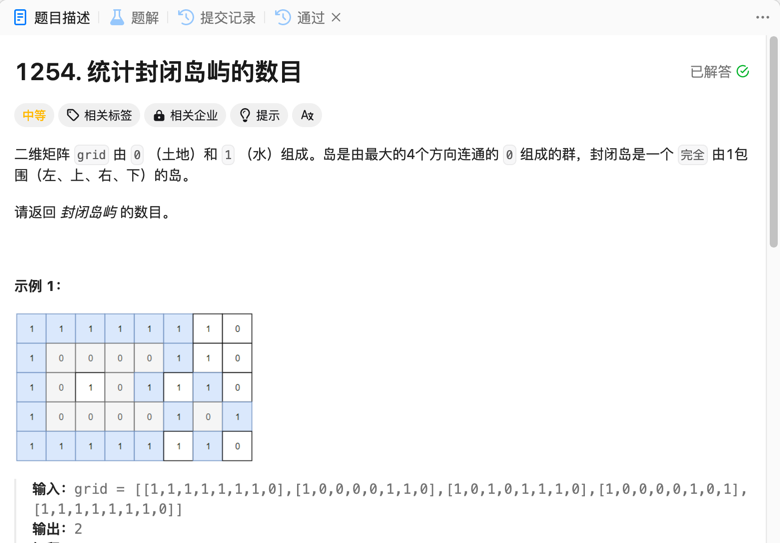 题目描述 题解 提交记录 通过
1254. 统计封闭岛屿的数目
已解答
中等 相关标签 相关企业 提示
二维矩阵 grid 由 0 （土地）和 1 （水）组成。岛是由最大的4个方向连通的 0 组成的群，封闭岛是一个 完全 由1包
围（左、上、右、下）的岛。
请返回 封闭岛屿 的数目。
示例 1：
1 1 1 1 1 1 1 0
1 0 0 0 0 1 1 0
1 0 1 0 1 1 1 0
1 0 0 0 0 1 0 1
1 1 1 1 1 1 1 0
输入：grid = [[1,1,1,1,1,1,1,0],[1,0,0,0,0,1,1,0],[1,0,1,0,1,1,1,0],[1,0,0,0,0,1,0,1],
[1,1,1,1,1,1,1,0]]
输出：2